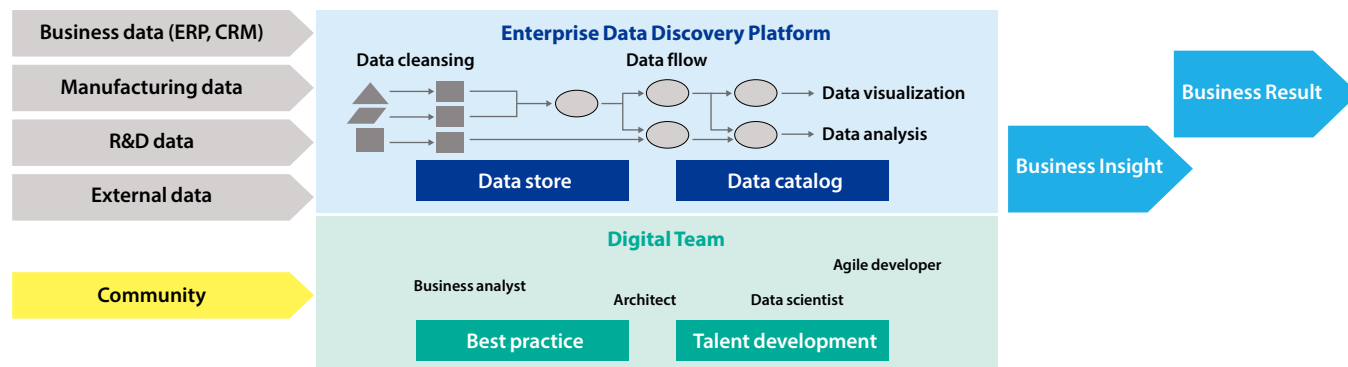 Business data (ERP, CRM)
Manufacturing data
R&D data
External data
Community
Enterprise Data Discovery Platform
Data cleansing
Data fllow
Data visualization
Data analysis
Data store
Data catalog
Digital Team
Agile developer
Business analyst
Architect
Data scientist
Best practice
Talent development
Business Insight
Business Result